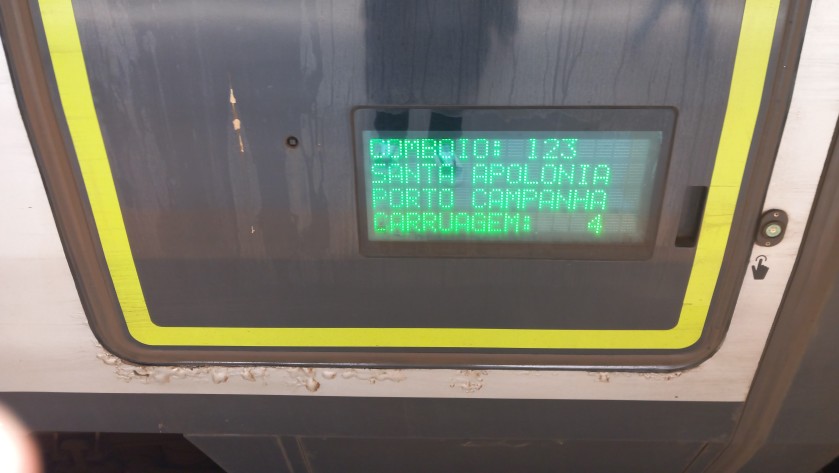 COMBOIO: 123
SANTA APOLONIA
PORTO CAMPANHA
CARRUAGEM: 4